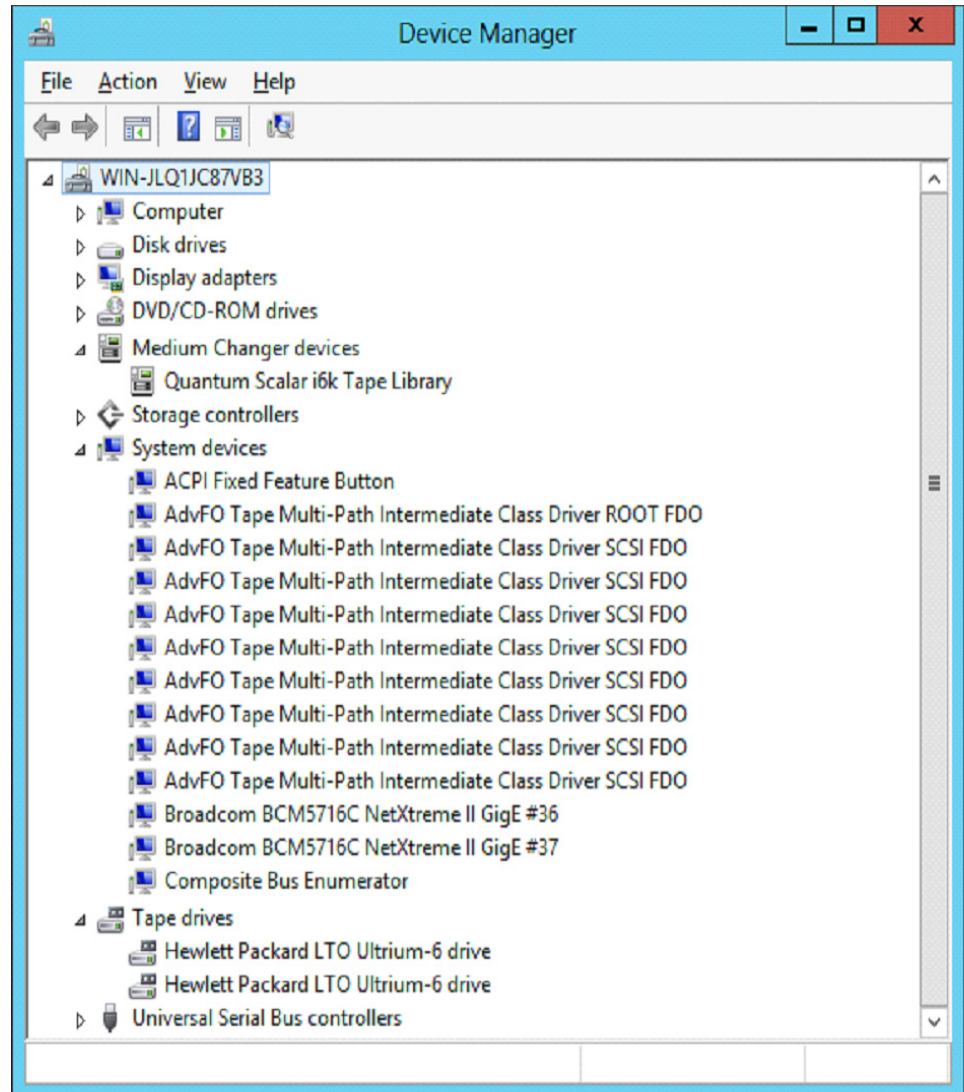 Device Manager
File Action View Help
WIN-JLQ1JC87VB3
Computer
Disk drives
Display adapters
DVD/CD-ROM drives
Medium Changer devices
Quantum Scalar i6k Tape Library
Storage controllers
System devices
ACPI Fixed Feature Button
AdvFO Tape Multi-Path Intermediate Class Driver ROOT FDO
AdvFO Tape Multi-Path Intermediate Class Driver SCSI FDO
AdvFO Tape Multi-Path Intermediate Class Driver SCSI FDO
AdvFO Tape Multi-Path Intermediate Class Driver SCSI FDO
AdvFO Tape Multi-Path Intermediate Class Driver SCSI FDO
AdvFO Tape Multi-Path Intermediate Class Driver SCSI FDO
AdvFO Tape Multi-Path Intermediate Class Driver SCSI FDO
AdvFO Tape Multi-Path Intermediate Class Driver SCSI FDO
AdvFO Tape Multi-Path Intermediate Class Driver SCSI FDO
Broadcom BCM5716C NetXtreme II GigE #36
Broadcom BCM5716C NetXtreme II GigE #37
Composite Bus Enumerator
Tape drives
Hewlett Packard LTO Ultrium-6 drive
Hewlett Packard LTO Ultrium-6 drive
Universal Serial Bus controllers